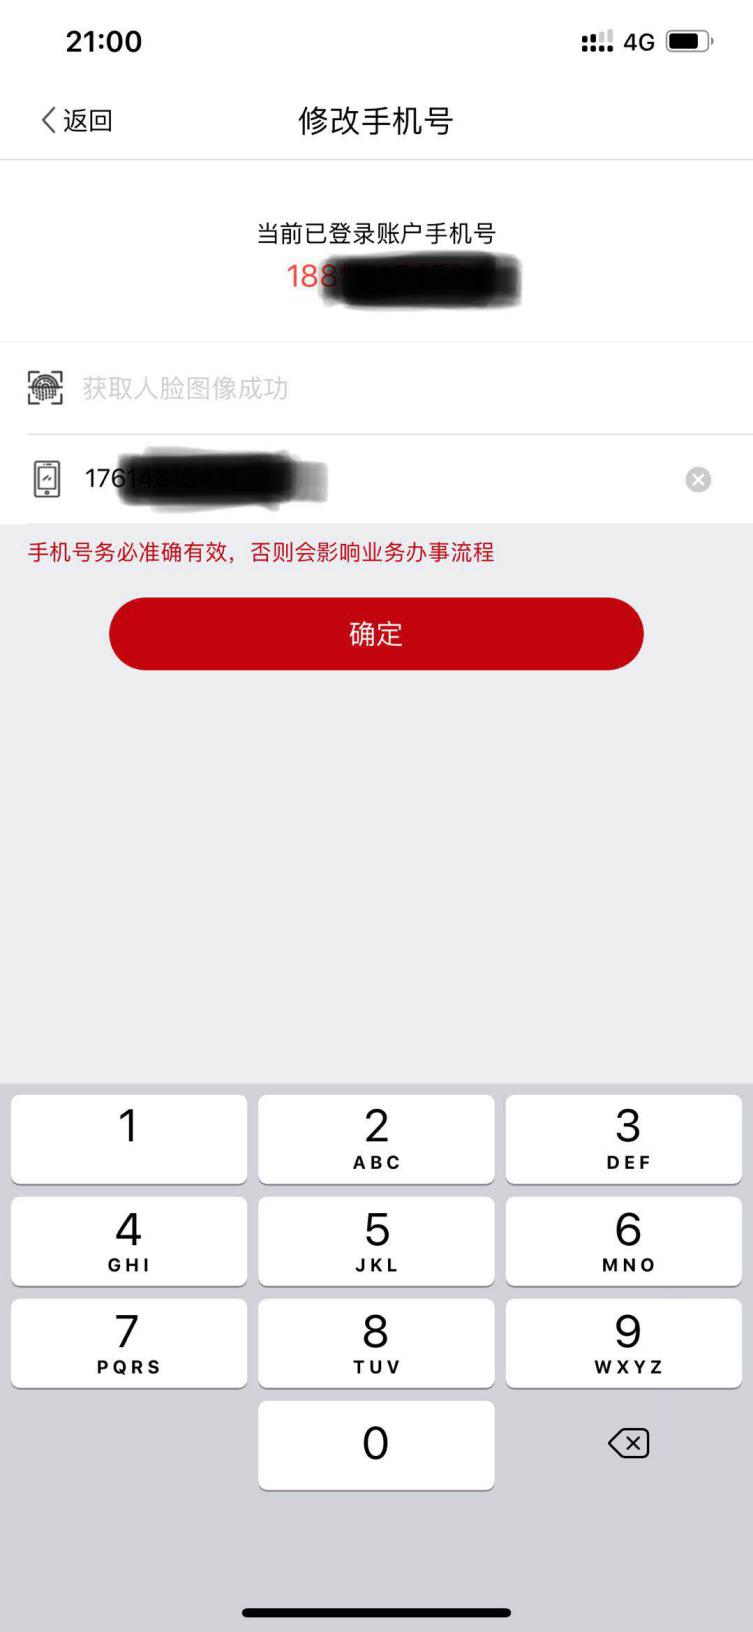 21:00
4G
返回
修改手机号
当前已登录账户手机号
188
获取人脸图像成功
176
手机号务必准确有效，否则会影响业务办事流程
确定
1
2
ABC
3
DEF
4
GHI
5
JKL
6
MNO
7
PQRS
8
TUV
9
WXYZ
0